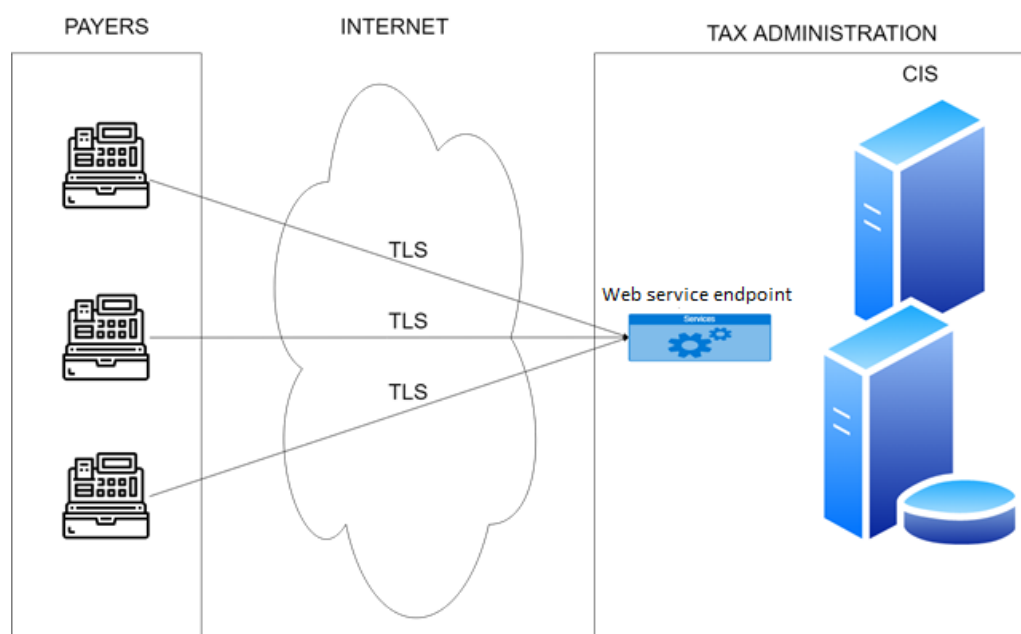 PAYERS
INTERNET
TAX ADMINISTRATION
CIS
TLS
Web service endpoint
Services
TLS
TLS